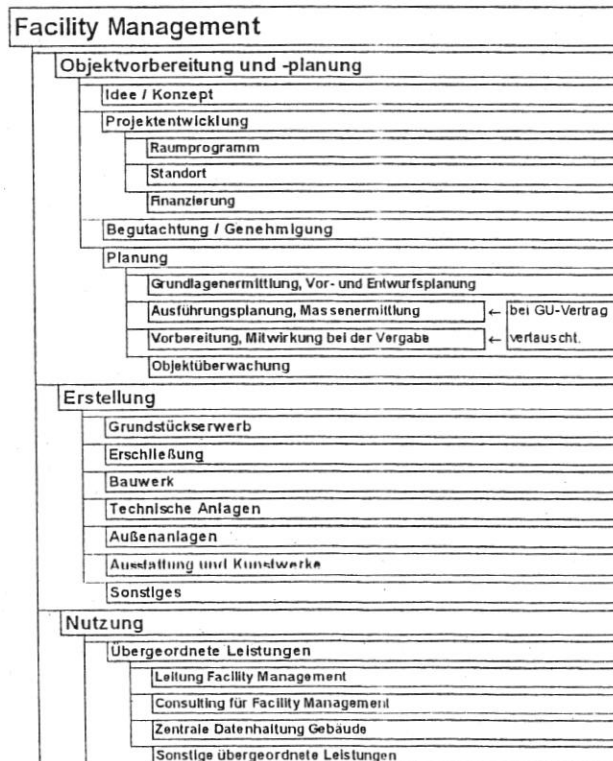 Facility Management
Objektvorbereitung und -planung
Idee / Konzept
Projektentwicklung
Raumprogramm
Standort
Finanzierung
Begutachtung / Genehmigung
Planung
Grundlagenermittlung, Vor- und Entwurfsplanung
Ausführungsplanung, Massenermittlung ← bei GU-Vertrag
Vorbereitung, Mitwirkung bei der Vergabe ← vertauscht.
Objektüberwachung
Erstellung
Grundstückserwerb
Erschließung
Bauwerk
Technische Anlagen
Außenanlagen
Ausstattung und Kunstwerke
Sonstiges
Nutzung
Übergeordnete Leistungen
Leitung Facility Management
Consulting für Facility Management
Zentrale Datenhaltung Gebäude
Sonstige übergeordnete Leistungen